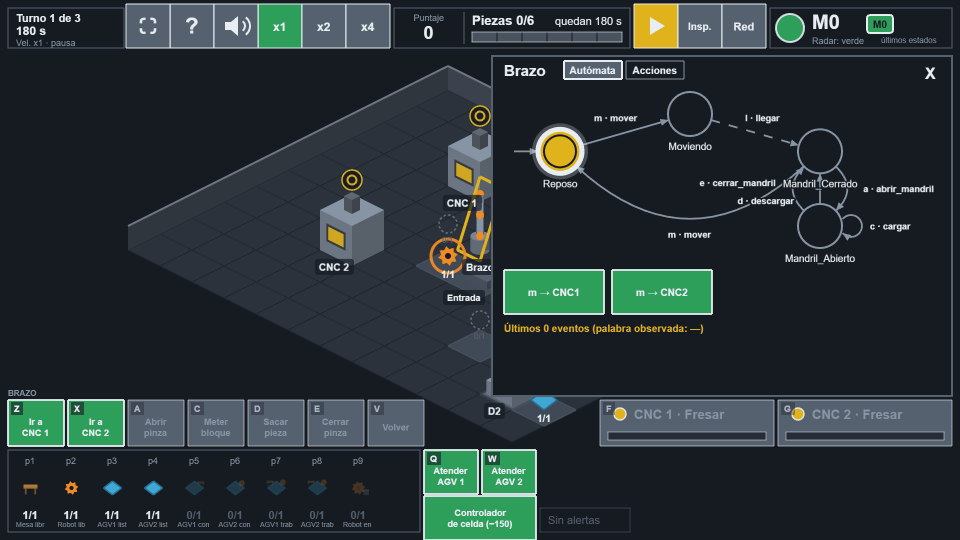 Turno 1 de 3
180 s
Vel. x1 · pausa
?
x1
x2
x4
Puntaje
0
Piezas 0/6
quedan 180 s
Insp.
Red
M0
Radar: verde
M0
últimos estados
Brazo
Autómata
Acciones
X
m · mover
l · llegar
Moviendo
Reposo
e · cerrar_mandril
Mandril_Cerrado
a · abrir_mandril
d · descargar
c · cargar
m · mover
Mandril_Abierto
m → CNC1
m → CNC2
Últimos 0 eventos (palabra observada: —)
CNC 1
CNC 2
Brazo
1/1
Entrada
D2
1/1
BRAZO
Z
Ir a
CNC 1
X
Ir a
CNC 2
A
Abrir
pinza
C
Meter
bloque
D
Sacar
pieza
E
Cerrar
pinza
V
Volver
F
CNC 1 · Fresar
G
CNC 2 · Fresar
p1
p2
p3
p4
p5
p6
p7
p8
p9
1/1
1/1
1/1
1/1
0/1
0/1
0/1
0/1
0/1
Mesa libr
Robot lib
AGV1 list
AGV2 list
AGV1 con
AGV2 con
AGV1 trab
AGV2 trab
Robot en
Q
Atender
AGV 1
W
Atender
AGV 2
Controlador
de celda (−150)
Sin alertas